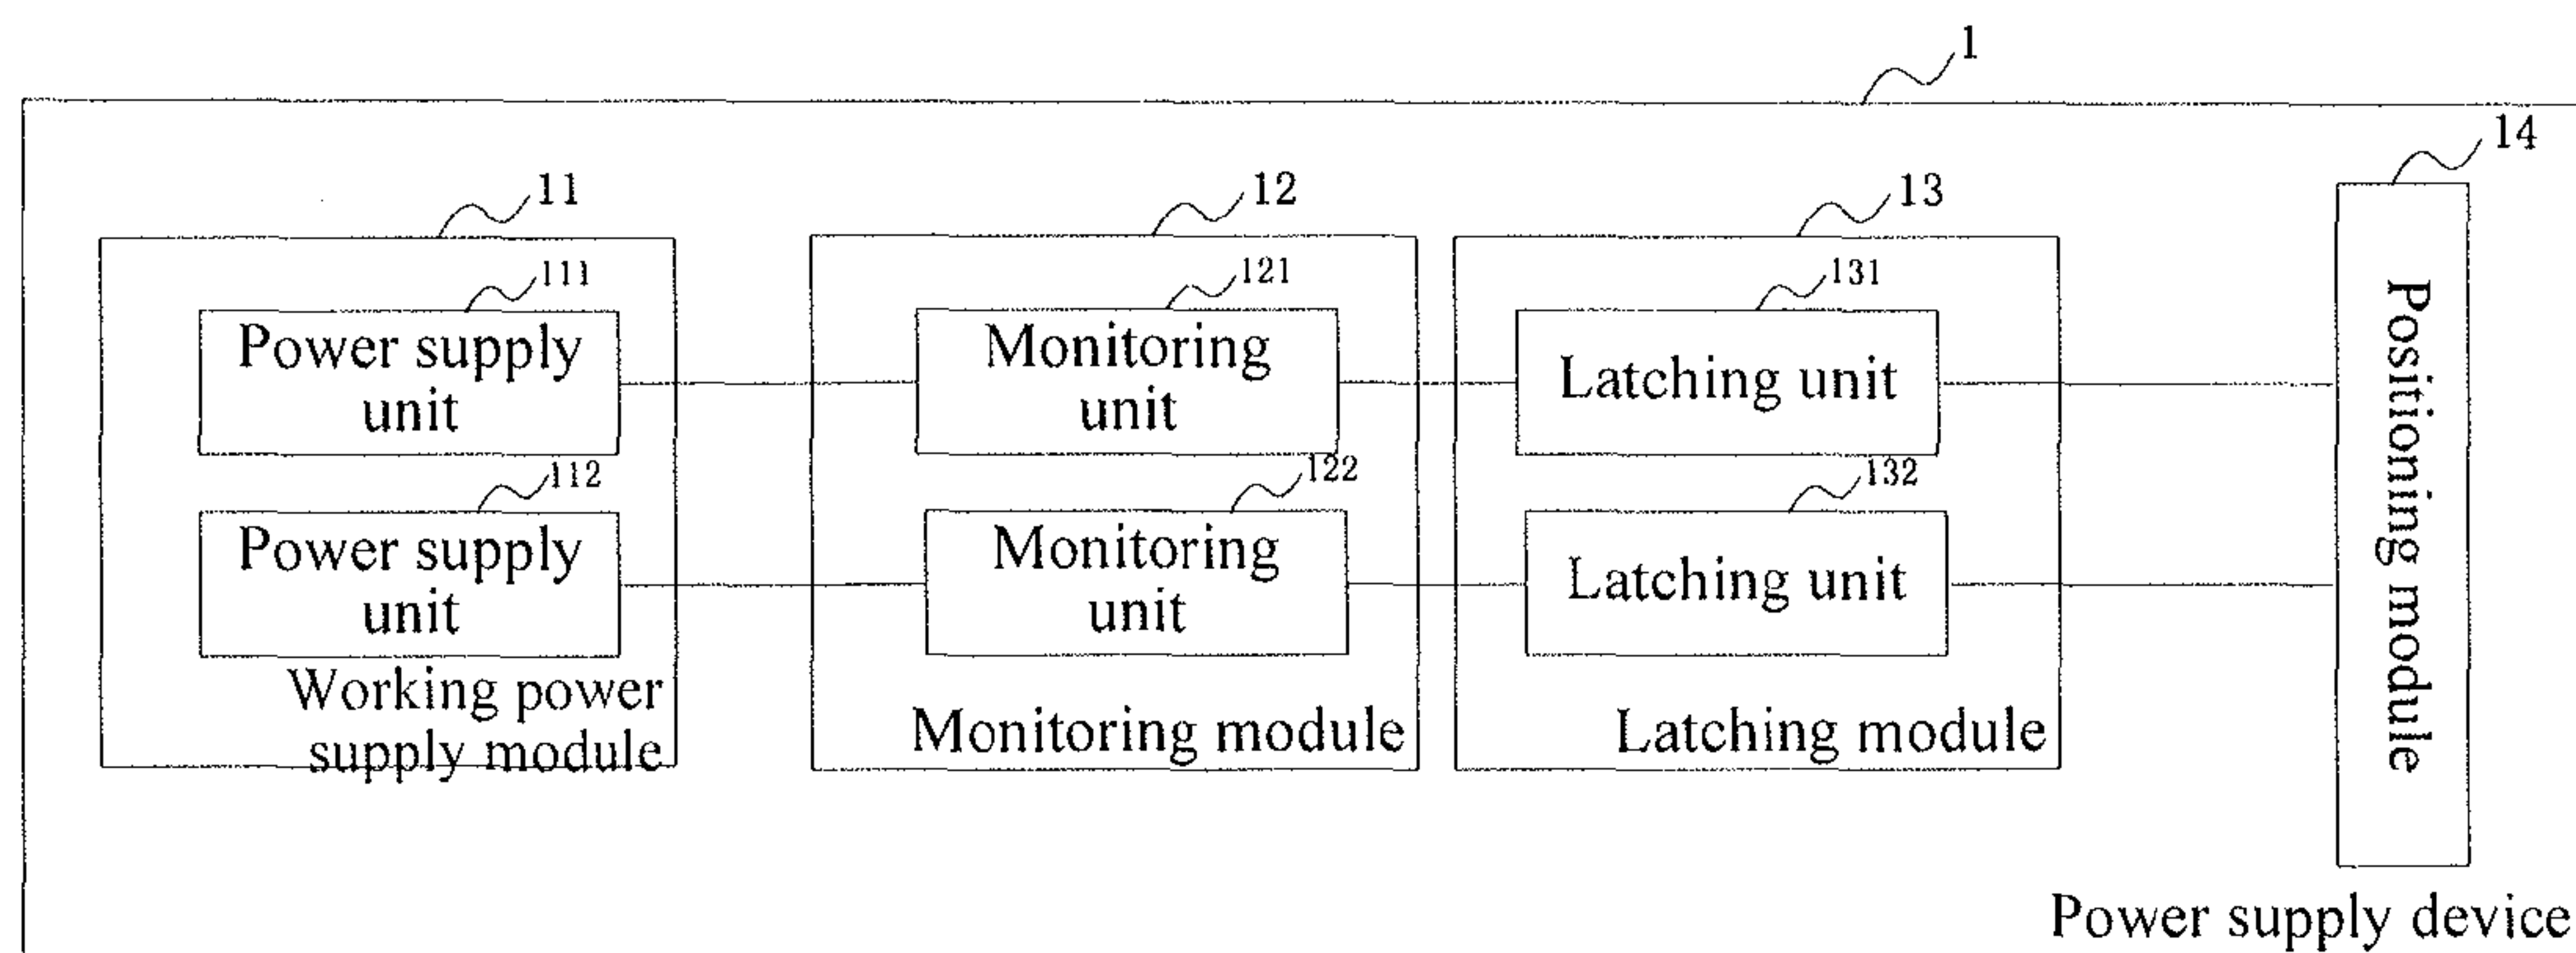 1
14
11
12
13
111
121
131
Power supply
unit
Monitoring
unit
Latching unit
112
122
132
Power supply
unit
Monitoring
unit
Latching unit
Working power
supply module
Monitoring module
Latching module
Positioning module
Power supply device